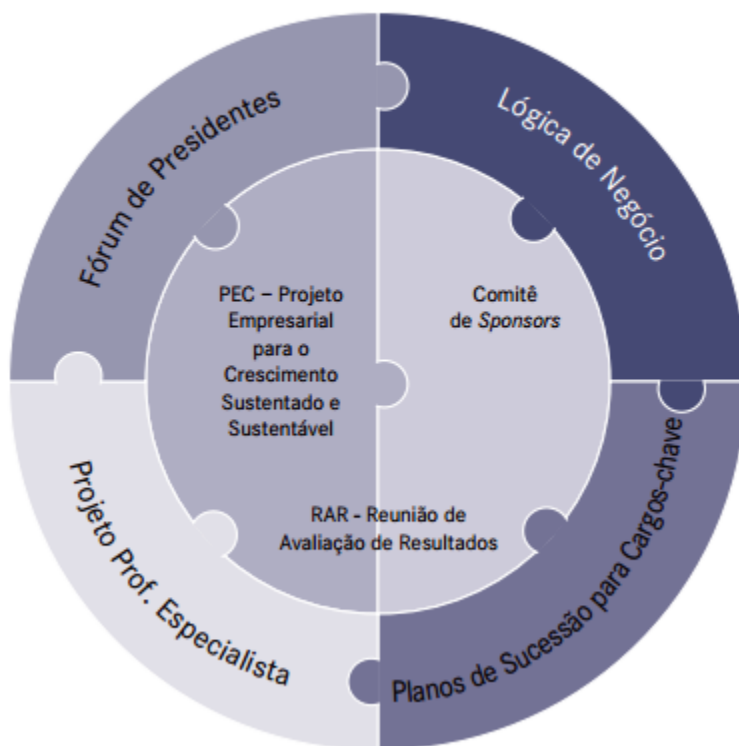 Fórum de Presidentes
Lógica de Negócio
PEC – Projeto
Empresarial
para o
Crescimento
Sustentado e
Sustentável
Comitê
de Sponsors
RAR - Reunião de
Avaliação de Resultados
Projeto Prof. Especialista
Planos de Sucessão para Cargos-chave